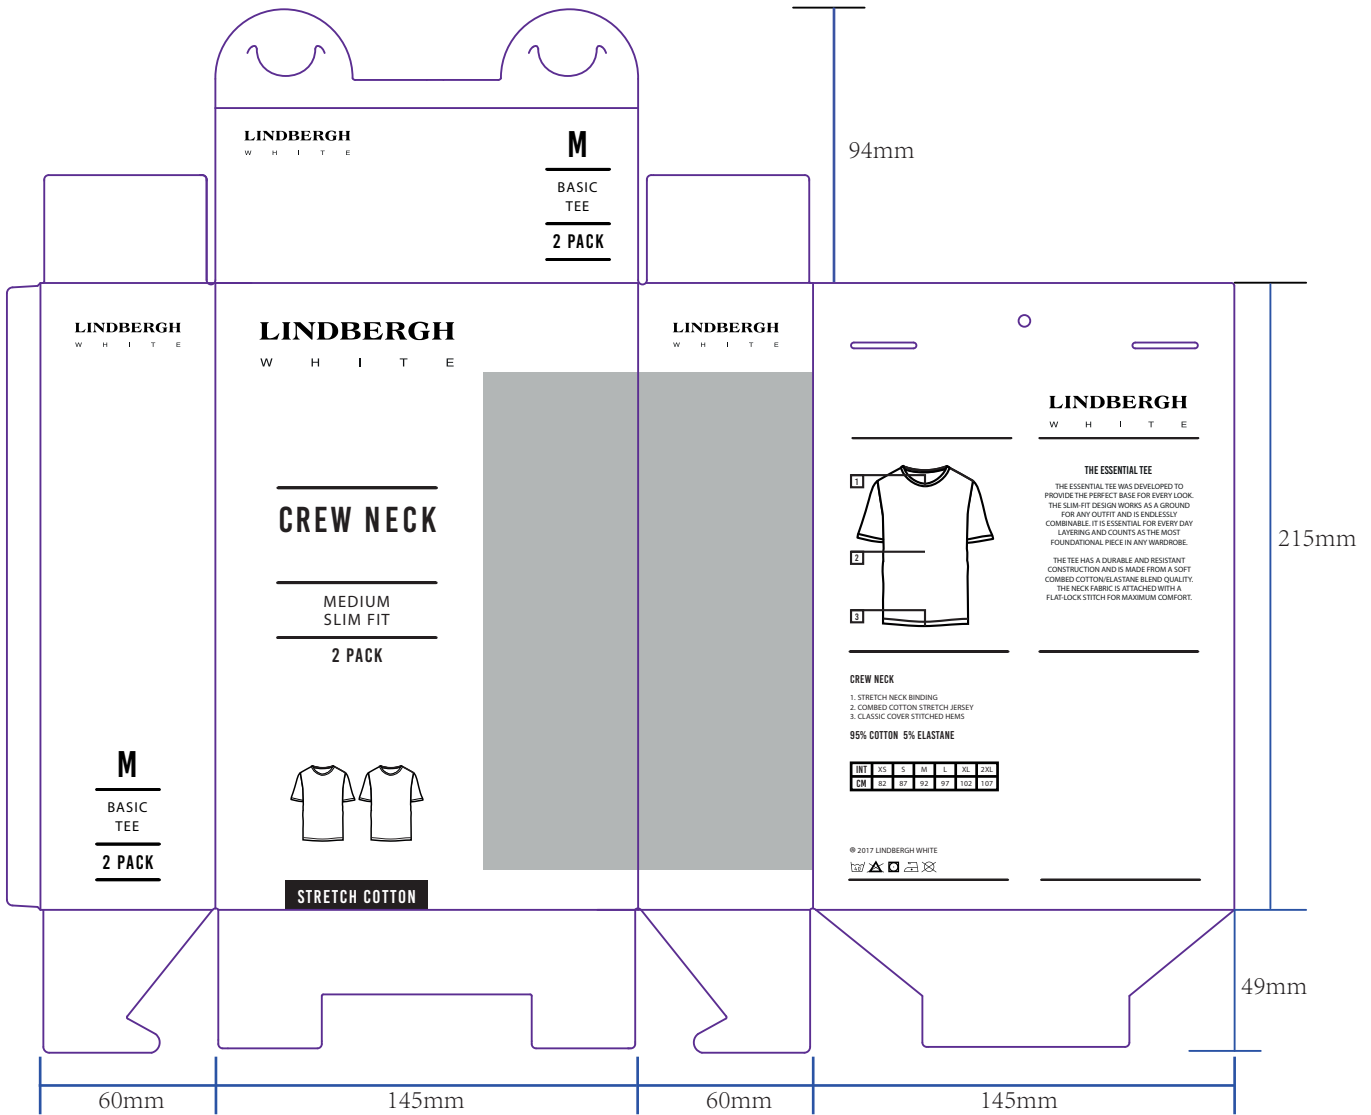 LINDBERGH
W H I T E
M
BASIC
TEE
2 PACK
94mm
LINDBERGH
W H I T E
M
BASIC
TEE
2 PACK
LINDBERGH
W H I T E
CREW NECK
MEDIUM
SLIM FIT
2 PACK
STRETCH COTTON
LINDBERGH
W H I T E
LINDBERGH
W H I T E
1
2
3
THE ESSENTIAL TEE
THE ESSENTIAL TEE WAS DEVELOPED TO
PROVIDE THE PERFECT BASE FOR EVERY LOOK.
THE SLIM-FIT DESIGN WORKS AS A GROUND
FOR ANY OUTFIT AND IS ENDLESSLY
COMBINABLE. IT IS ESSENTIAL FOR EVERY DAY
LAYERING AND COUNTS AS THE MOST
FOUNDATIONAL PIECE IN ANY WARDROBE.
THE TEE HAS A DURABLE AND RESISTANT
CONSTRUCTION AND IS MADE FROM A SOFT
COMBED COTTON/ELASTANE BLEND QUALITY.
THE NECK FABRIC IS ATTACHED WITH A
FLAT-LOCK STITCH FOR MAXIMUM COMFORT.
CREW NECK
1. STRETCH NECK BINDING
2. COMBED COTTON STRETCH JERSEY
3. CLASSIC COVER STITCHED HEMS
95% COTTON 5% ELASTANE
INT XS S M L XL 2XL
CM 82 87 92 97 102 107
® 2017 LINDBERGH WHITE
215mm
49mm
60mm
145mm
60mm
145mm